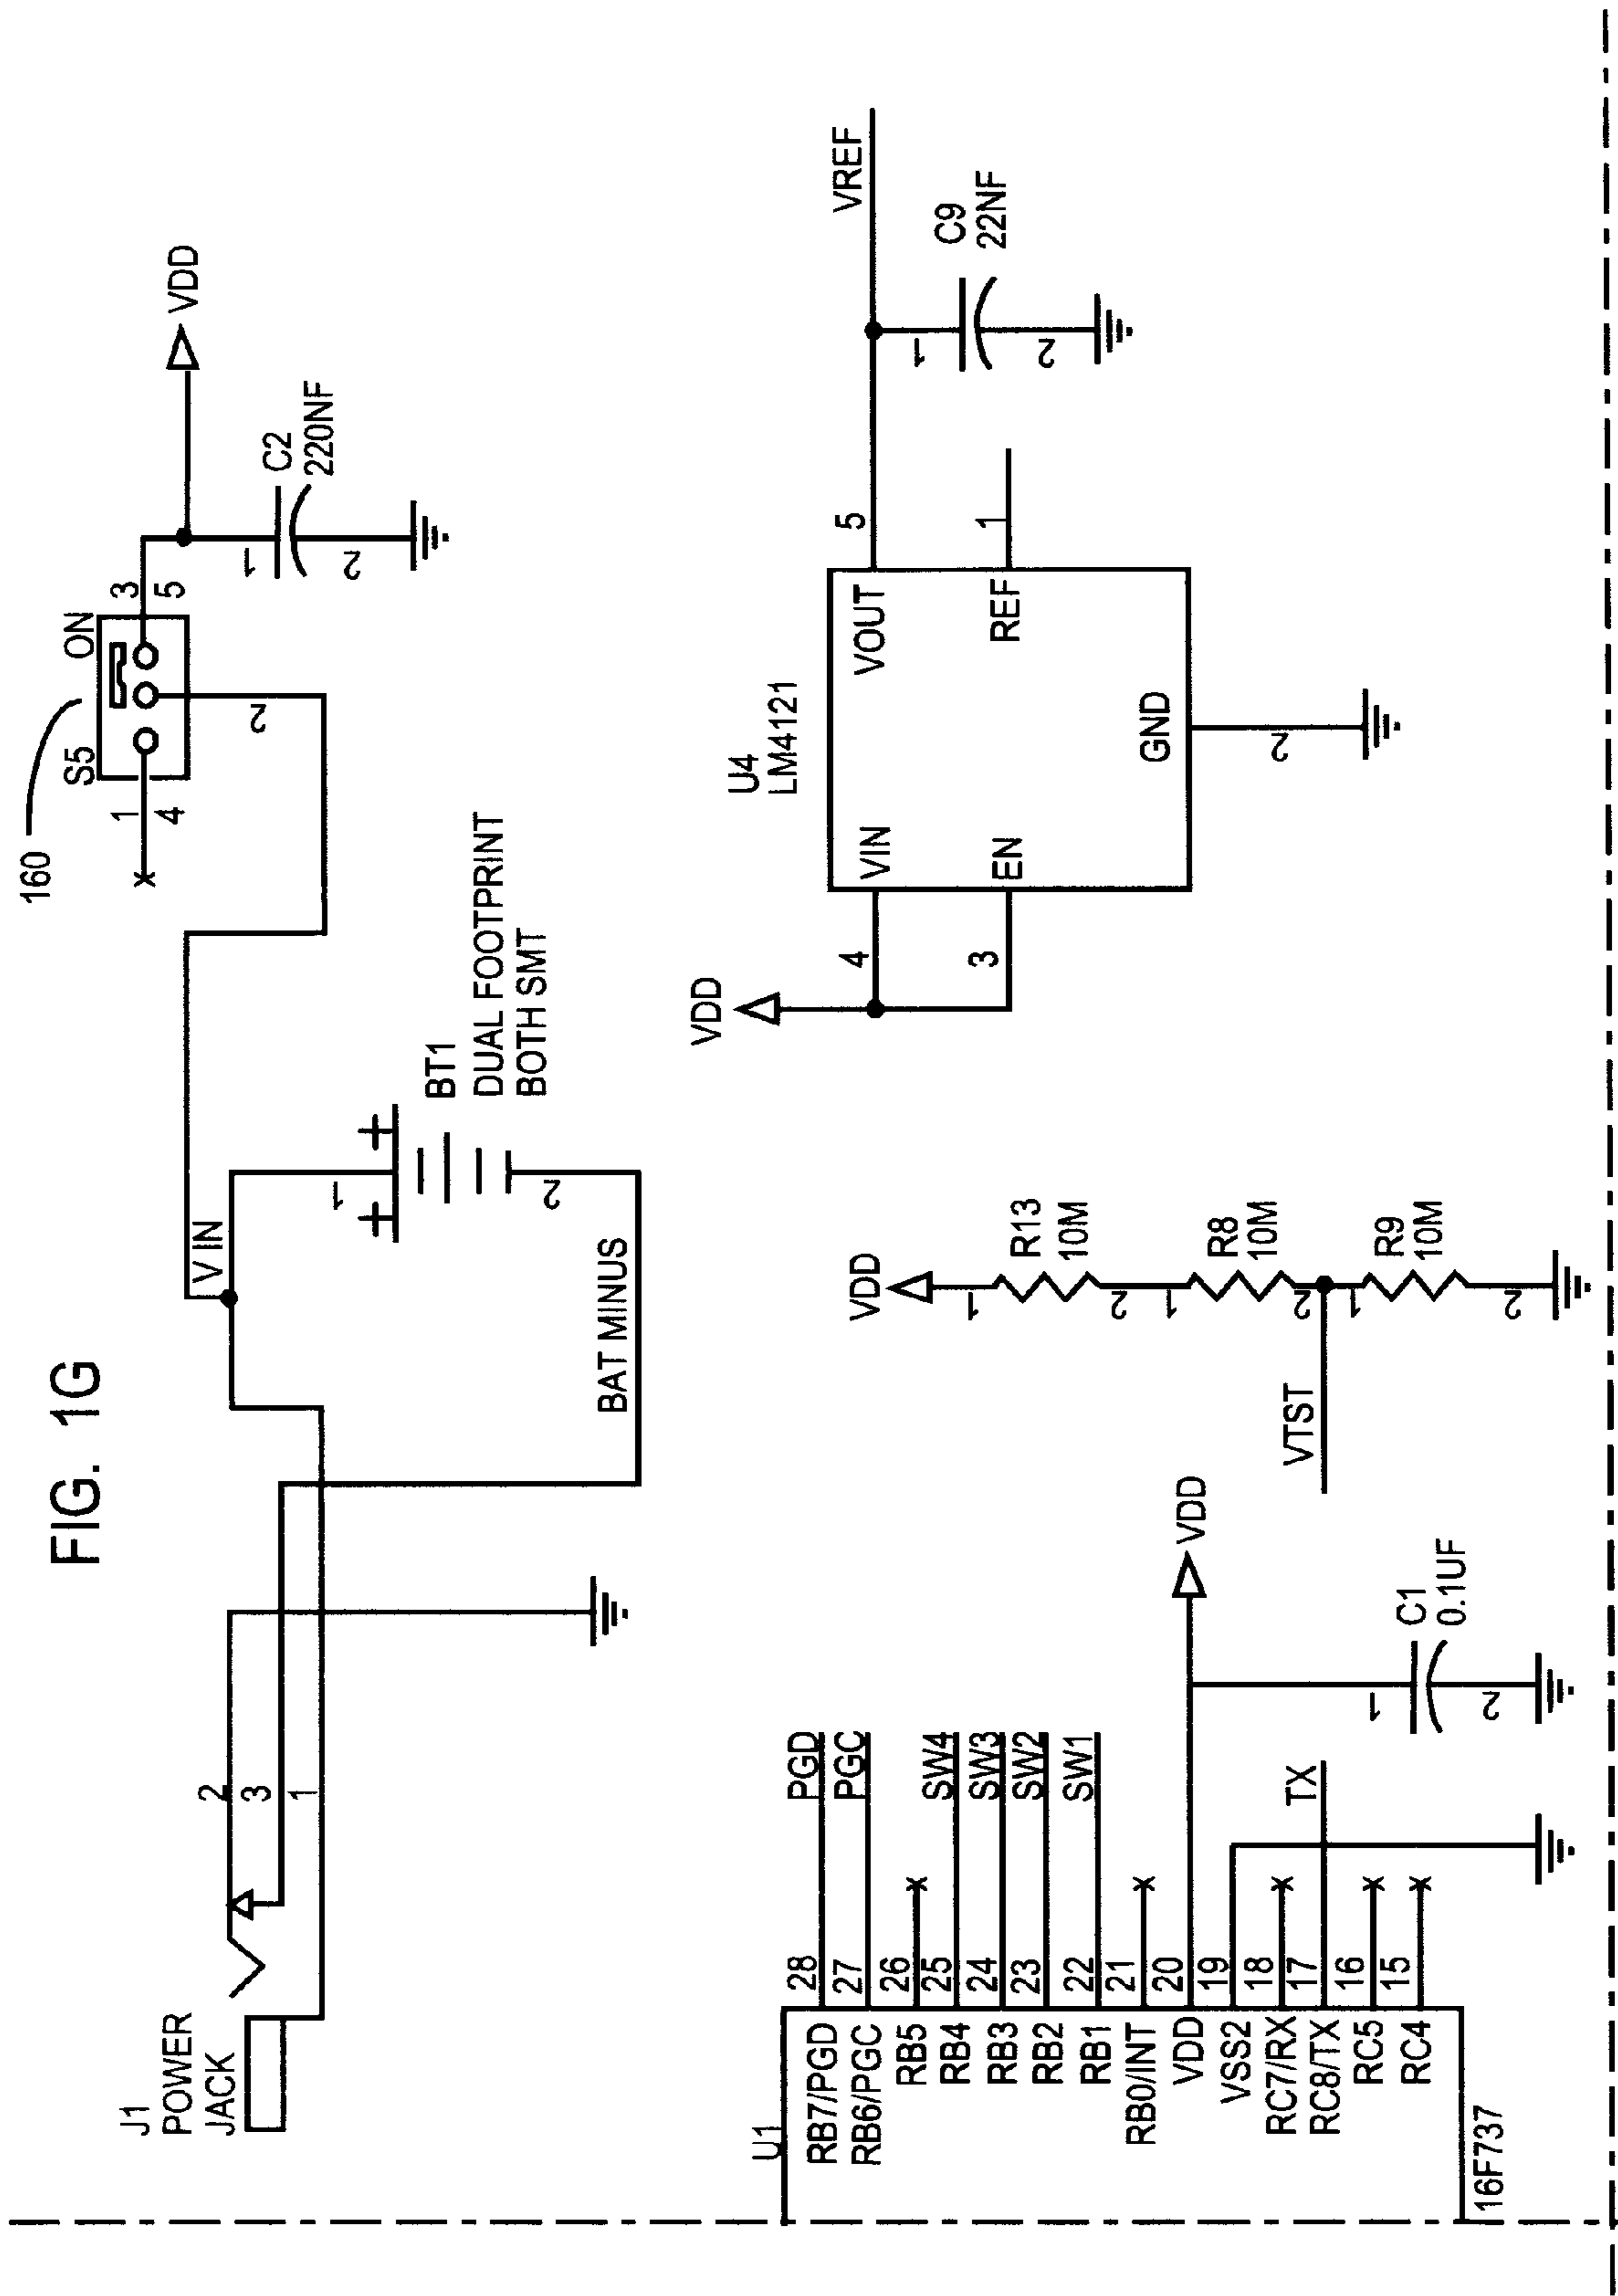 FIG. 1G
J1
POWER
JACK
2
3
1
V IN
1
BT1
DUAL FOOTPRINT
BOTH SMT
2
BAT MINUS
160
S5
ON
1
4
2
3
5
VDD
1
C2
220NF
2
U1
RB7/PGD
28
PGD
RB6/PGC
27
PGC
RB5
26
RB4
25
SW4
RB3
24
SW3
RB2
23
SW2
RB1
22
SW1
RB0/INT
21
VDD
20
VDD
VSS2
19
RC7/RX
18
RC8/TX
17
TX
RC5
16
RC4
15
16F737
1
C1
0.1UF
2
VDD
1
R13
10M
2
1
R8
10M
2
VTST
1
R9
10M
2
VDD
U4
LM4121
4
VIN
VOUT
5
VREF
3
EN
REF
1
GND
2
1
C9
22NF
2